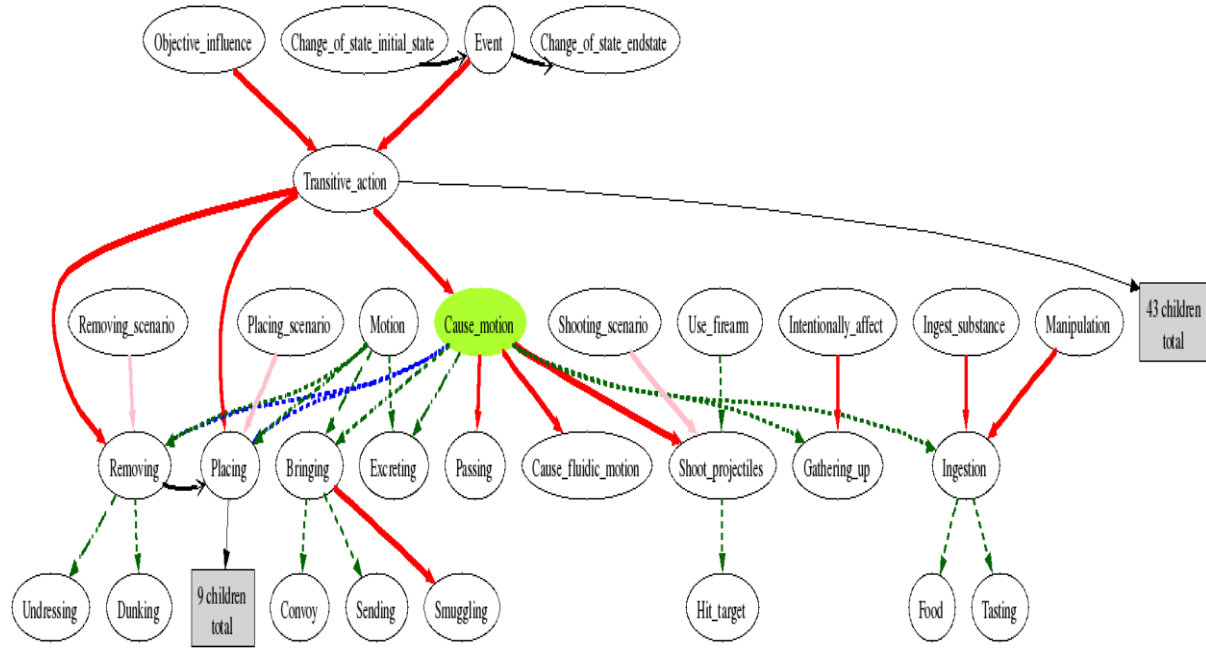 Objective_influence
Change_of_state_initial_state
Event
Change_of_state_endstate
Transitive_action
Removing_scenario
Placing_scenario
Motion
Cause_motion
Shooting_scenario
Use_firearm
Intentionally_affect
Ingest_substance
Manipulation
43 children
total
Removing
Placing
Bringing
Excreting
Passing
Cause_fluidic_motion
Shoot_projectiles
Gathering_up
Ingestion
Undressing
Dunking
9 children
total
Convoy
Sending
Smuggling
Hit_target
Food
Tasting